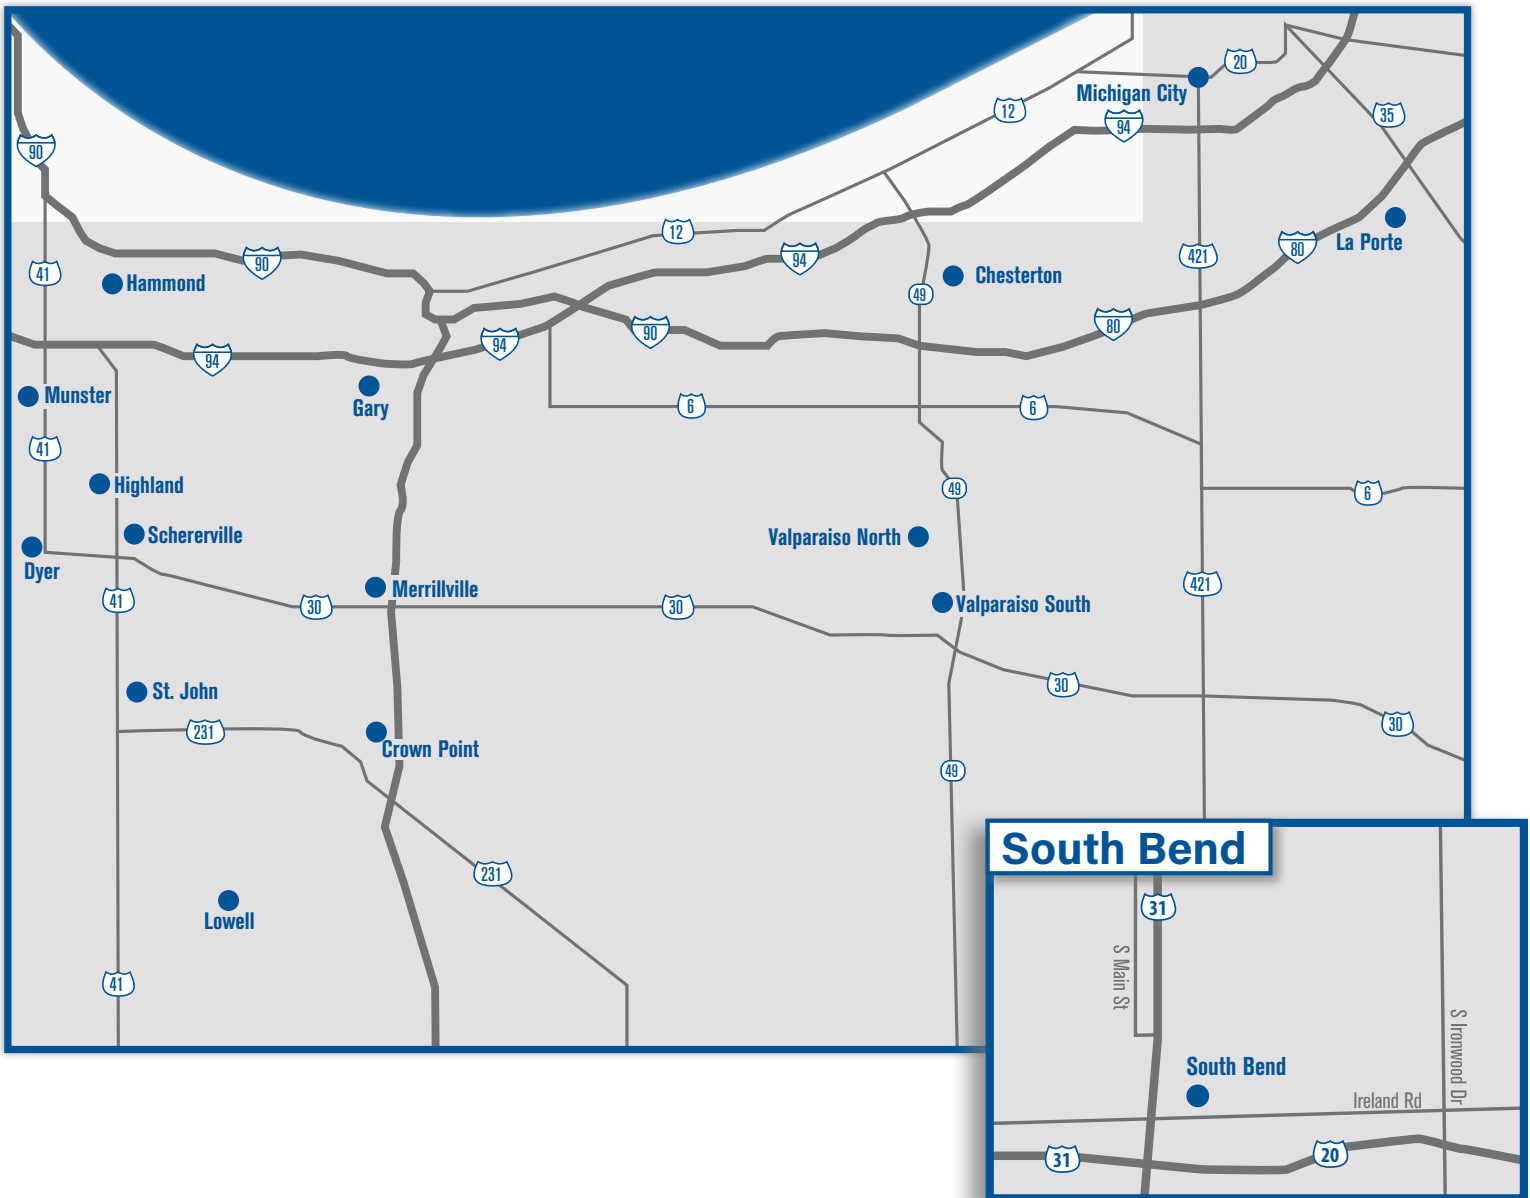 20
Michigan City
12
35
94
90
La Porte
12
80
421
94
90
41
Chesterton
Hammond
49
80
90
94
94
Munster
Gary
6
6
41
Highland
49
6
Schererville
Valparaiso North
Dyer
421
Merrillville
41
30
30
Valparaiso South
30
St. John
30
231
Crown Point
49
South Bend
231
31
Lowell
S Main St
41
S Ironwood Dr
South Bend
Ireland Rd
31
20